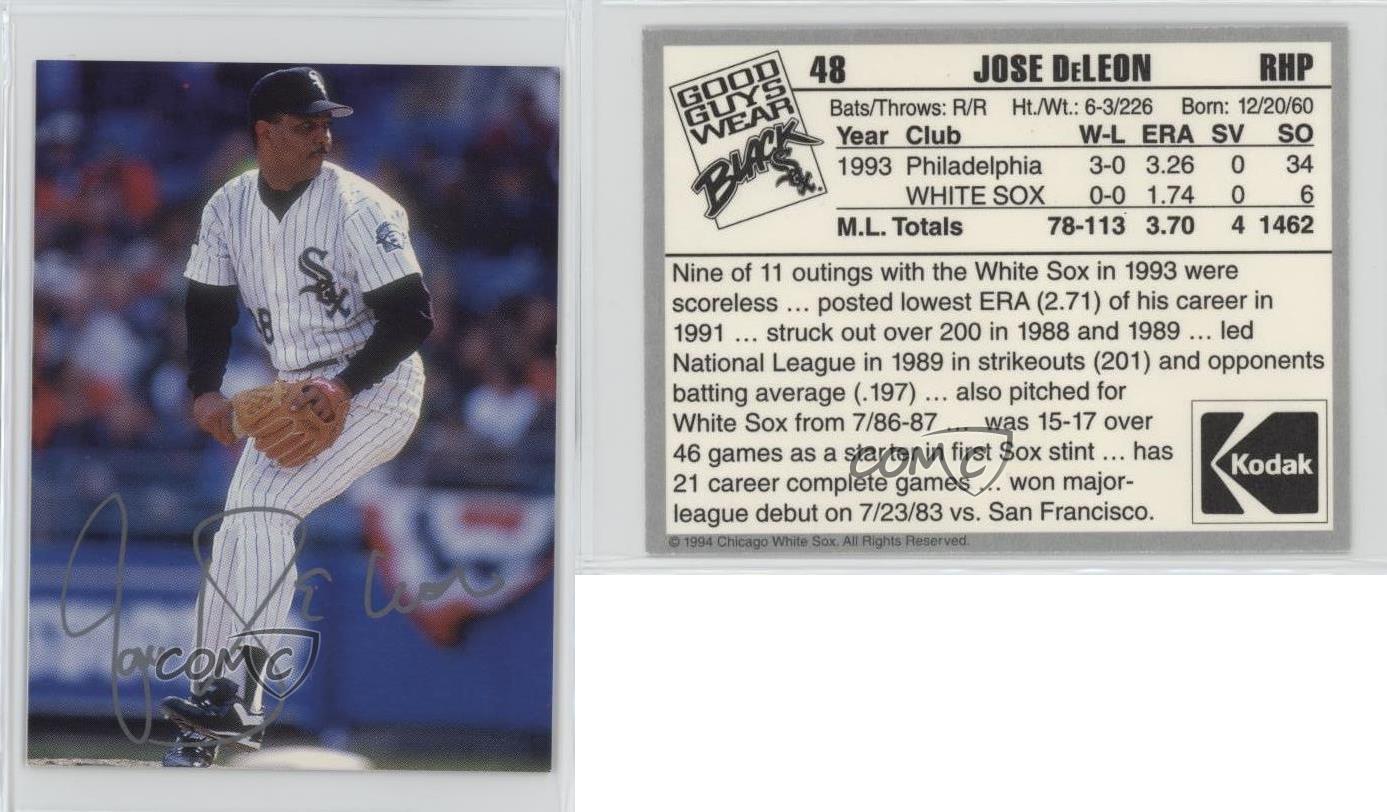 Sox
Sox
48
Jose DeLeon
COMC
GOOD
GUYS
WEAR
BLACK
Sox
48 JOSE DeLEON RHP
Bats/Throws: R/R Ht./Wt.: 6-3/226 Born: 12/20/60
Year Club W-L ERA SV SO
1993 Philadelphia 3-0 3.26 0 34
WHITE SOX 0-0 1.74 0 6
M.L. Totals 78-113 3.70 4 1462
Nine of 11 outings with the White Sox in 1993 were
scoreless ... posted lowest ERA (2.71) of his career in
1991 ... struck out over 200 in 1988 and 1989 ... led
National League in 1989 in strikeouts (201) and opponents
batting average (.197) ... also pitched for
White Sox from 7/86-87 ... was 15-17 over
46 games as a starter in first Sox stint ... has
21 career complete games ... won major-
league debut on 7/23/83 vs. San Francisco.
Kodak
COMC
© 1994 Chicago White Sox. All Rights Reserved.